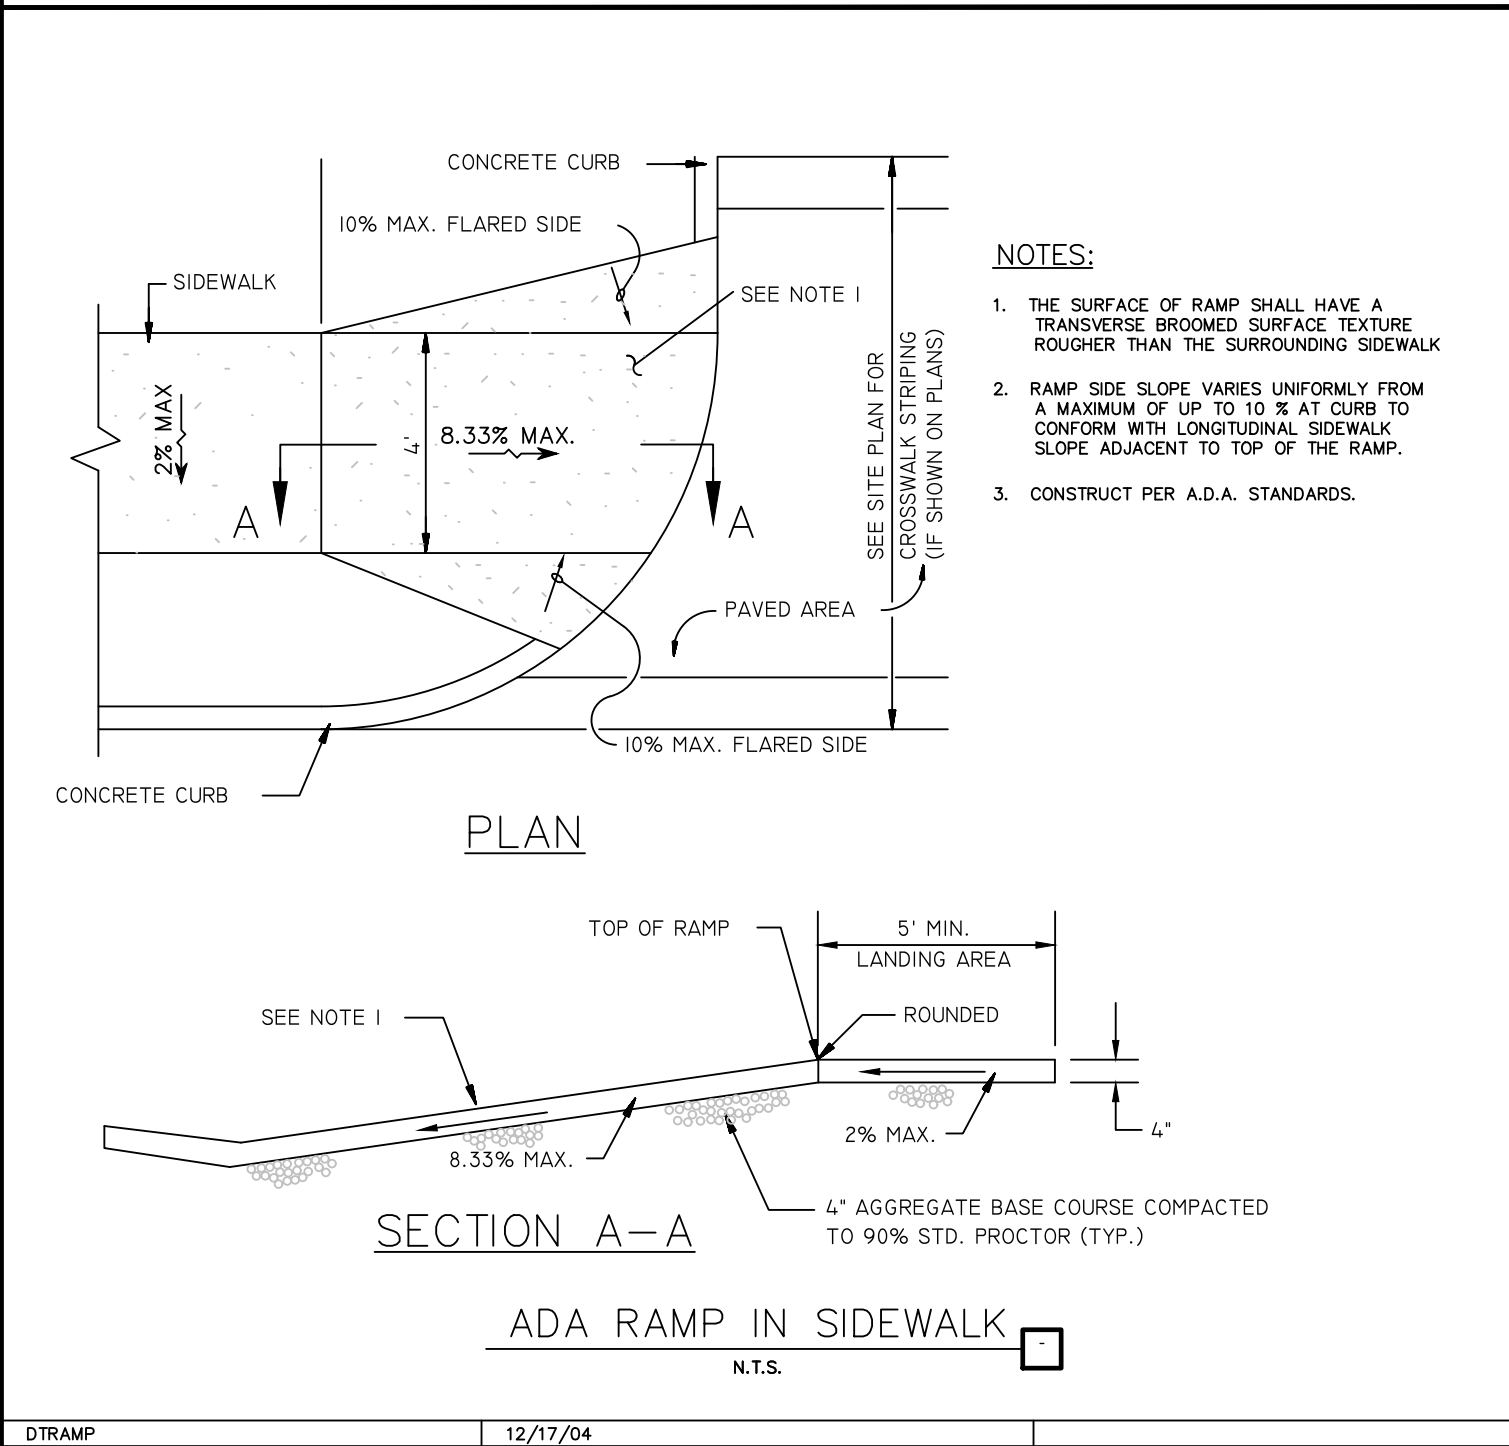 CONCRETE CURB
10% MAX. FLARED SIDE
SIDEWALK
SEE NOTE 1
2% MAX
4'
8.33% MAX.
A
A
SEE SITE PLAN FOR
CROSSWALK STRIPING
(IF SHOWN ON PLANS)
PAVED AREA
10% MAX. FLARED SIDE
CONCRETE CURB
PLAN
NOTES:
1. THE SURFACE OF RAMP SHALL HAVE A
TRANSVERSE BROOMED SURFACE TEXTURE
ROUGHER THAN THE SURROUNDING SIDEWALK
2. RAMP SIDE SLOPE VARIES UNIFORMLY FROM
A MAXIMUM OF UP TO 10 % AT CURB TO
CONFORM WITH LONGITUDINAL SIDEWALK
SLOPE ADJACENT TO TOP OF THE RAMP.
3. CONSTRUCT PER A.D.A. STANDARDS.
TOP OF RAMP
5' MIN.
LANDING AREA
SEE NOTE 1
ROUNDED
2% MAX.
4"
8.33% MAX.
4" AGGREGATE BASE COURSE COMPACTED
TO 90% STD. PROCTOR (TYP.)
SECTION A-A
ADA RAMP IN SIDEWALK
-
N.T.S.
DTRAMP
12/17/04